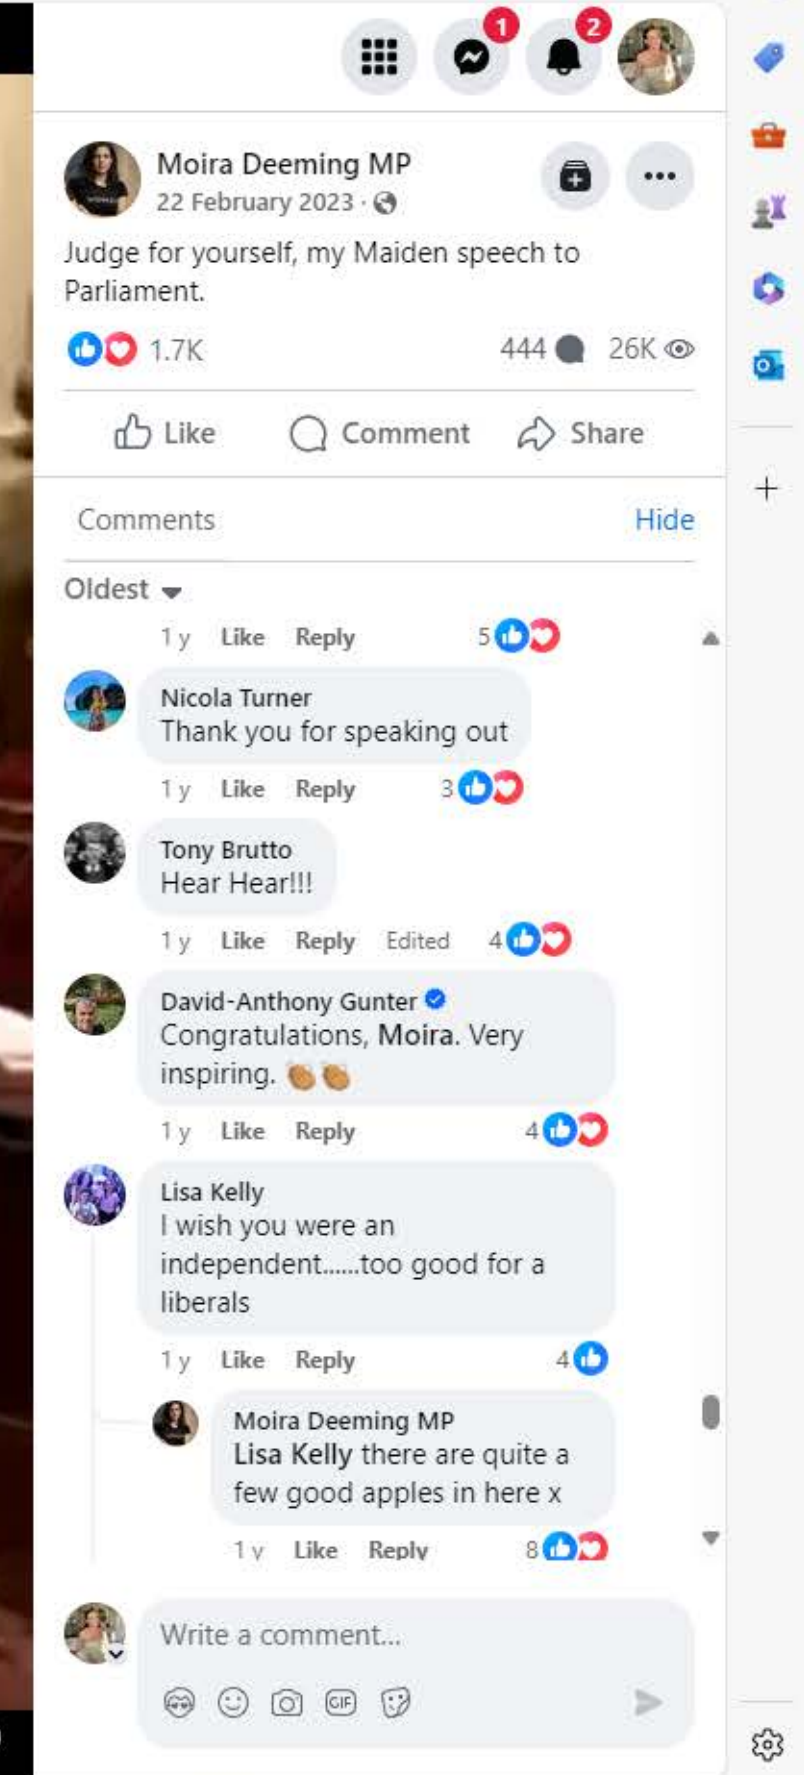 1
2
Moira Deeming MP
22 February 2023 ·
Judge for yourself, my Maiden speech to
Parliament.
1.7K
444
26K
Like
Comment
Share
Comments
Hide
Oldest
1 y Like Reply 5
Nicola Turner
Thank you for speaking out
1 y Like Reply 3
Tony Brutto
Hear Hear!!!
1 y Like Reply Edited 4
David-Anthony Gunter
Congratulations, Moira. Very
inspiring. 👏👏
1 y Like Reply 4
Lisa Kelly
I wish you were an
independent......too good for a
liberals
1 y Like Reply 4
Moira Deeming MP
Lisa Kelly there are quite a
few good apples in here x
1 y Like Reply 8
Write a comment...
GIF